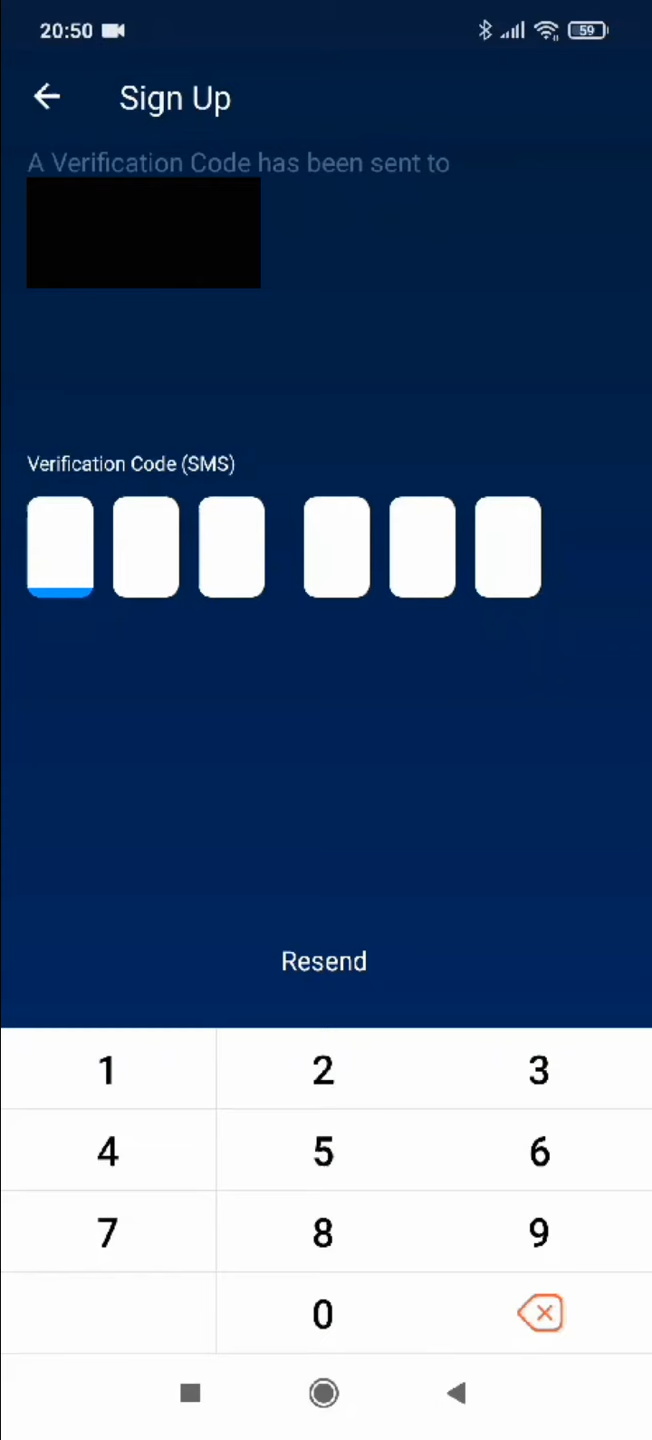 20:50 59
Sign Up
A Verification Code has been sent to
Verification Code (SMS)
Resend
1 2 3
4 5 6
7 8 9
0